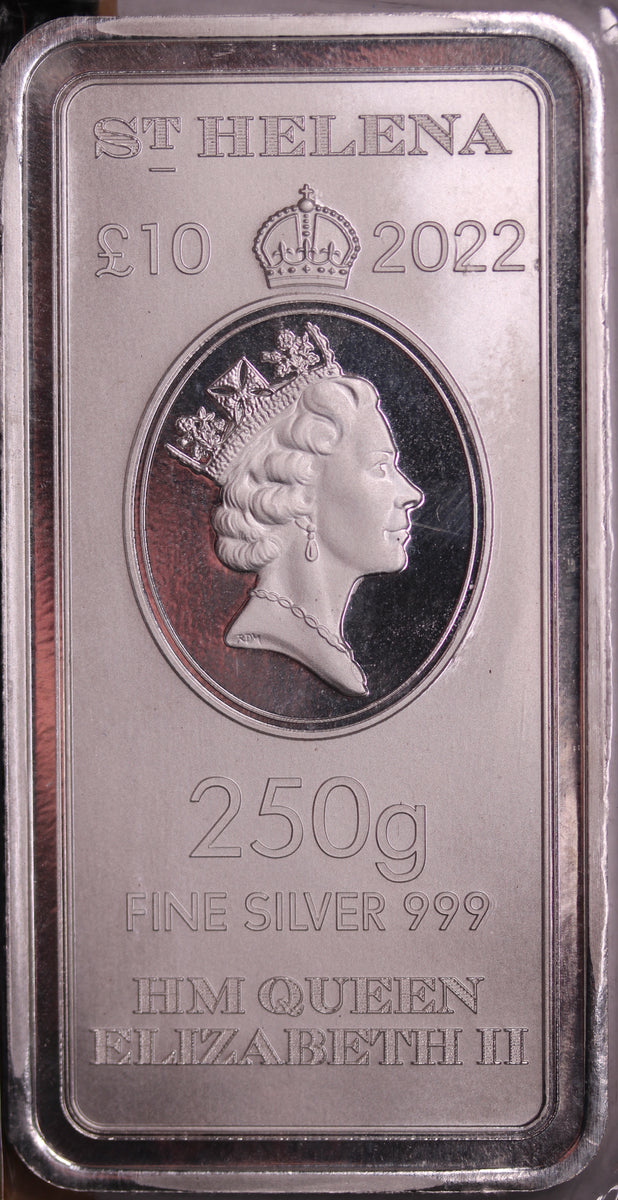 ST HELENA
£10 2022
RDM
250g
FINE SILVER 999
HM QUEEN
ELIZABETH II